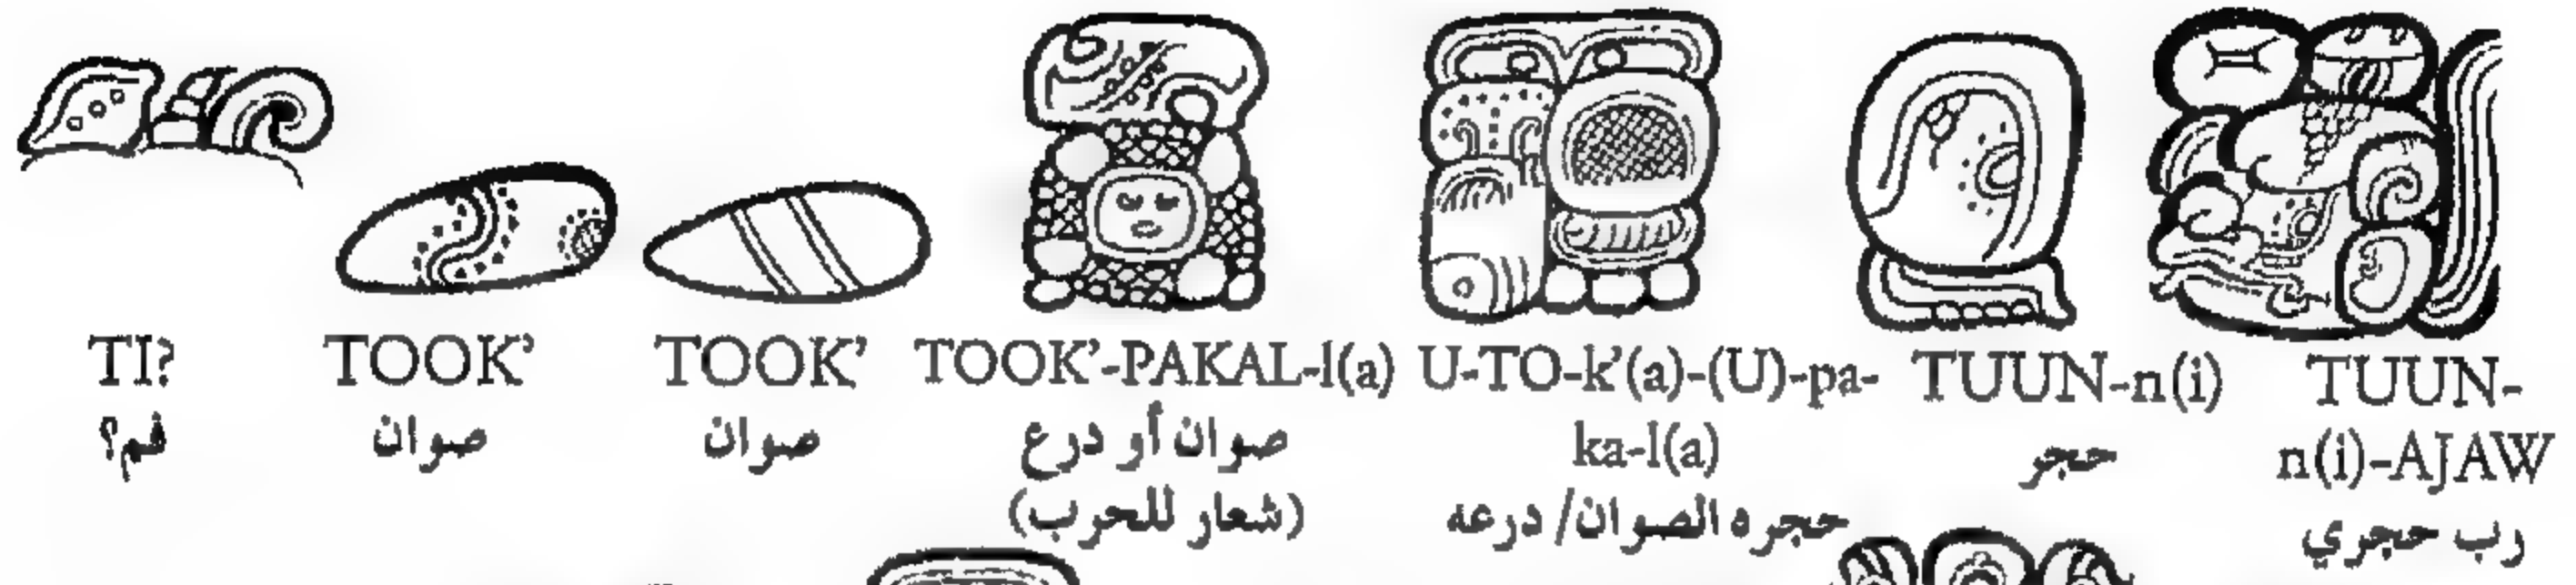 TI? TOOK' TOOK' TOOK'-PAKAL-l(a) U-TO-k'(a)-(U)-pa- TUUN-n(i) TUUN-
فم؟ صوان صوان صوان أو درع ka-l(a) حجر n(i)-AJAW
(شعار للحرب) حجره الصوان/ درعه رب حجري